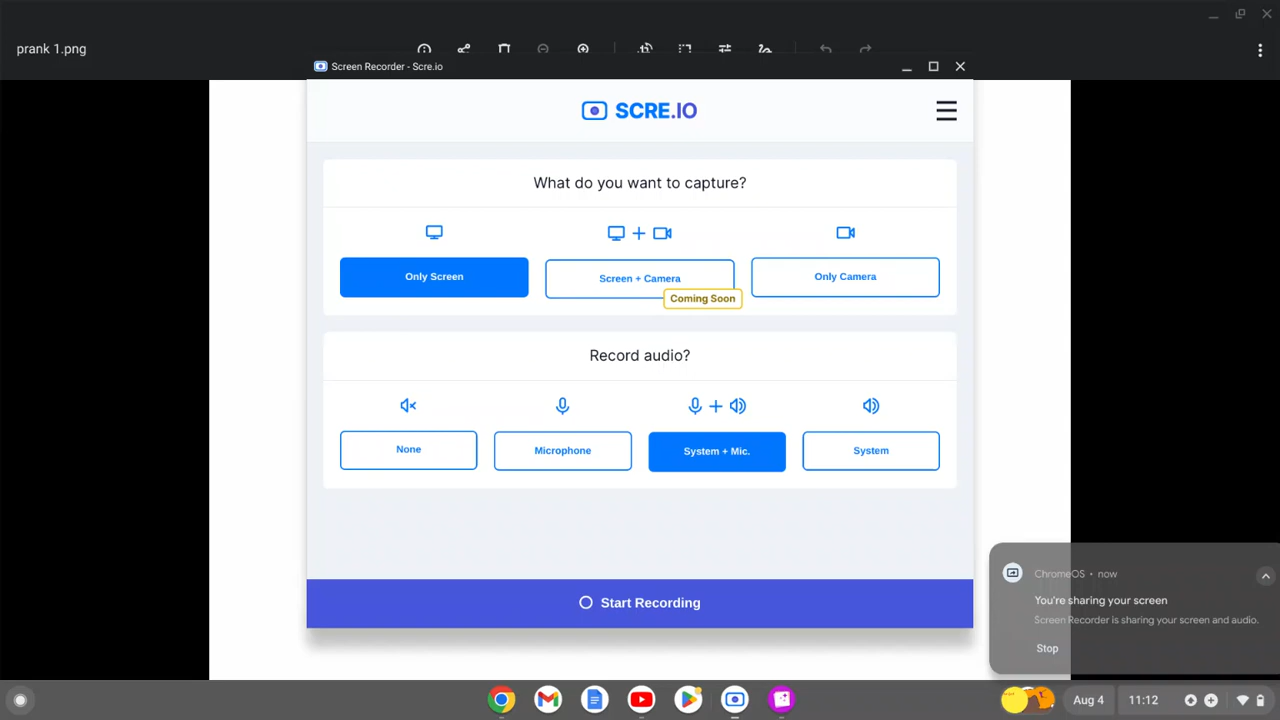 prank 1.png
Screen Recorder - Scre.io
SCRE.IO
What do you want to capture?
Only Screen
Screen + Camera
Only Camera
Coming Soon
Record audio?
None
Microphone
System + Mic.
System
Start Recording
ChromeOS • now
You're sharing your screen
Screen Recorder is sharing your screen and audio.
Stop
Aug 4
11:12